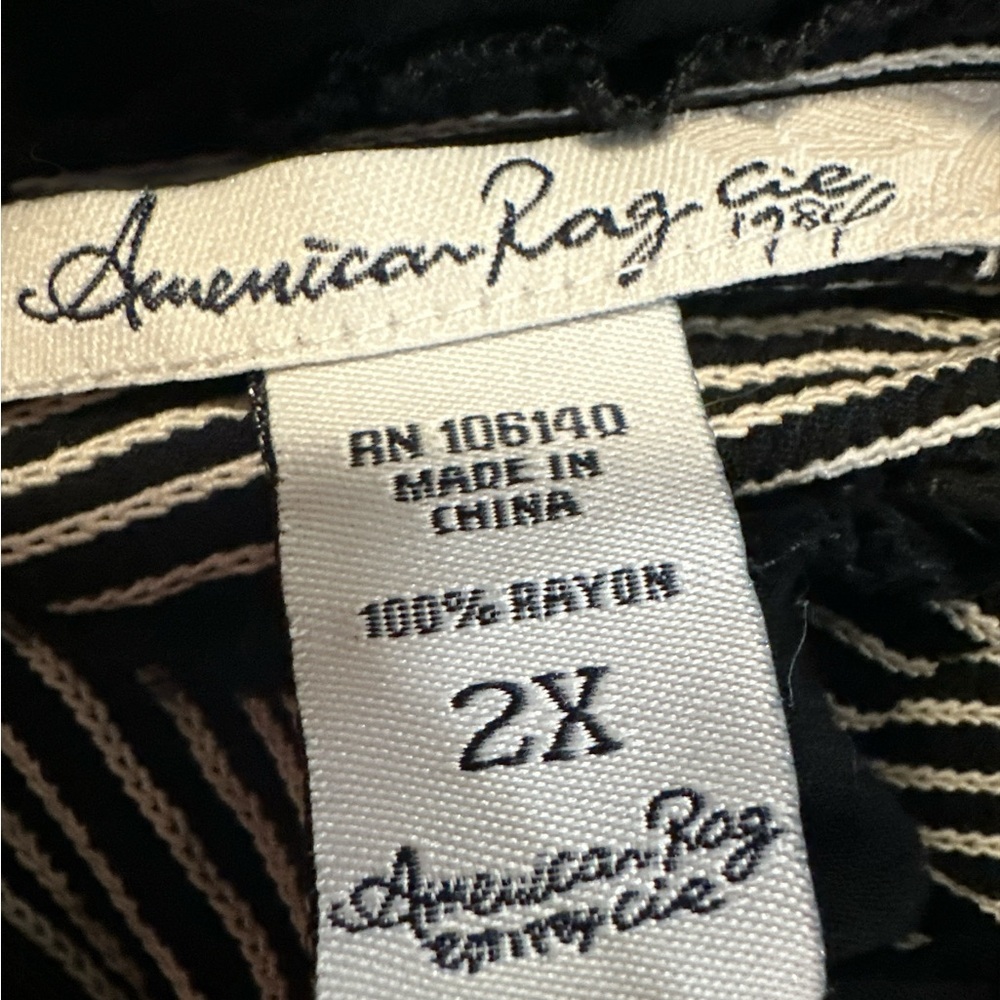 American Rag Cie
1984
RN 106140
MADE IN
CHINA
100% RAYON
2X
American Rag
cie